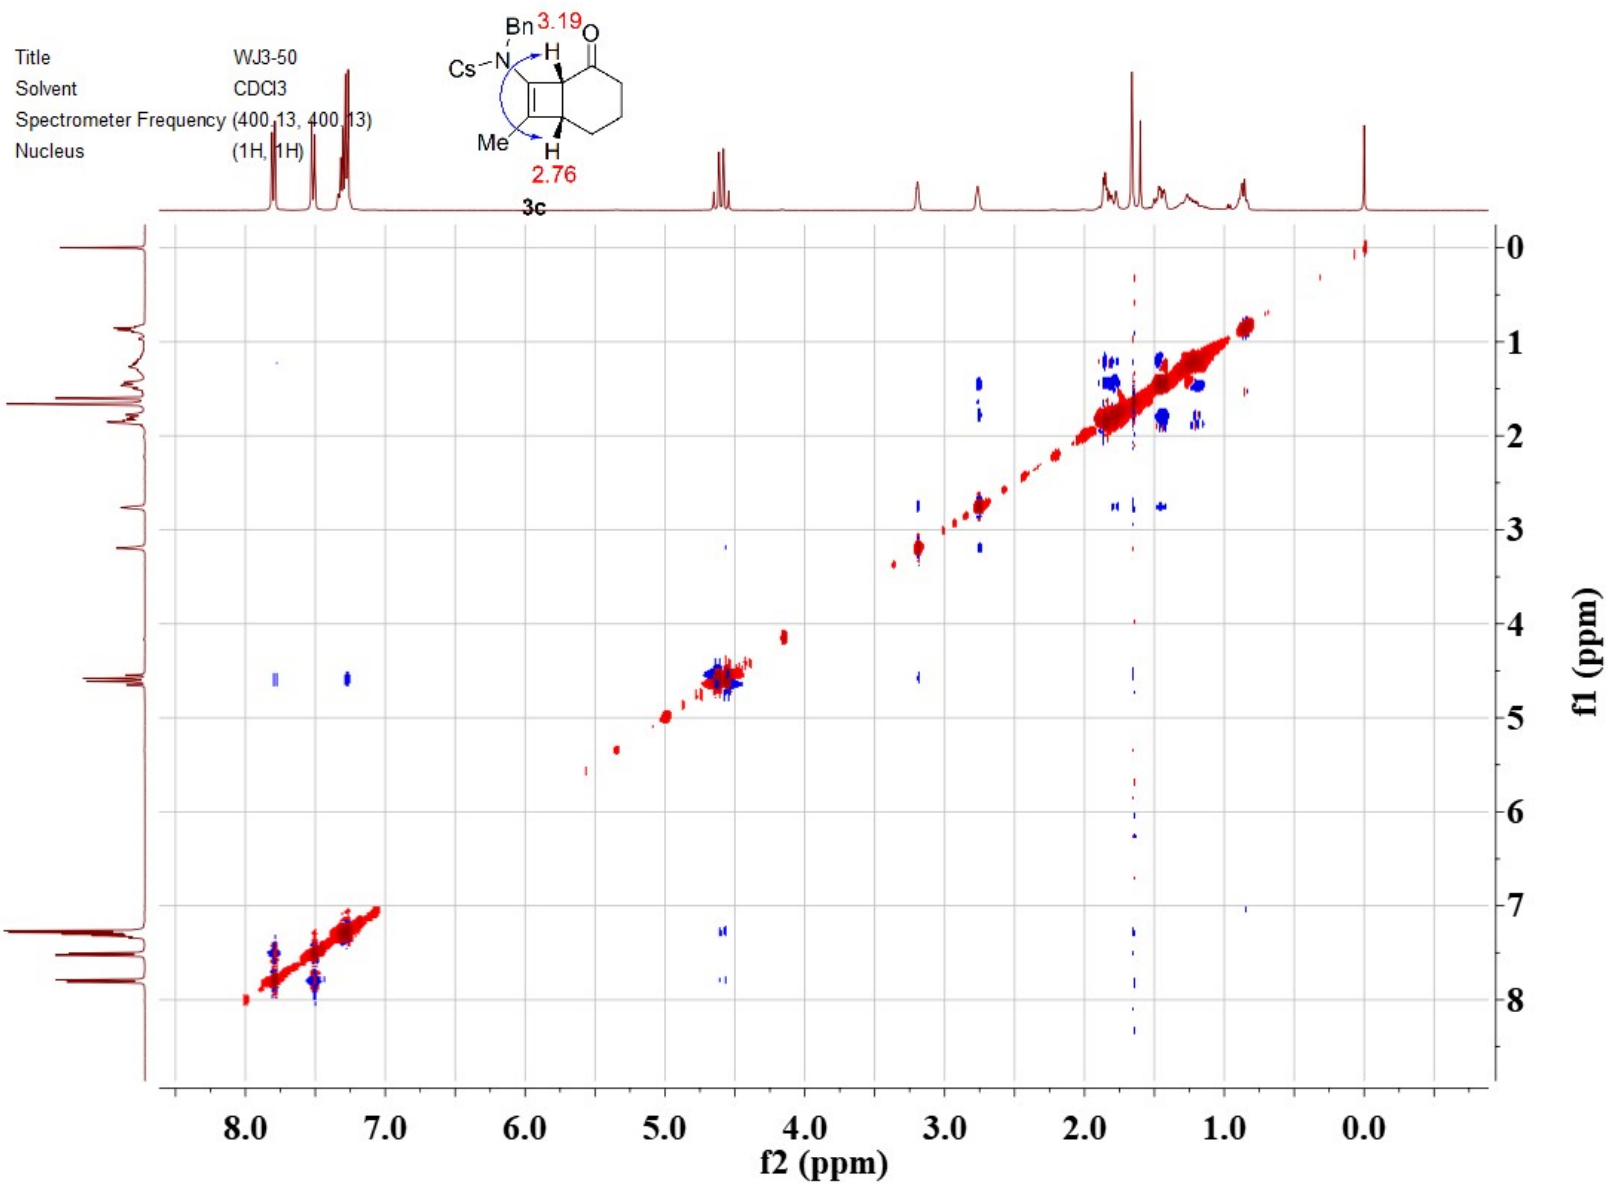 Title WJ3-50
Solvent CDCl3
Spectrometer Frequency (400.13, 400.13)
Nucleus (1H, 1H)
Bn 3.19 O
H
Cs N
Me
H
2.76
3c
0
1
2
3
4
5
6
7
8
f1 (ppm)
8.0 7.0 6.0 5.0 4.0 3.0 2.0 1.0 0.0
f2 (ppm)